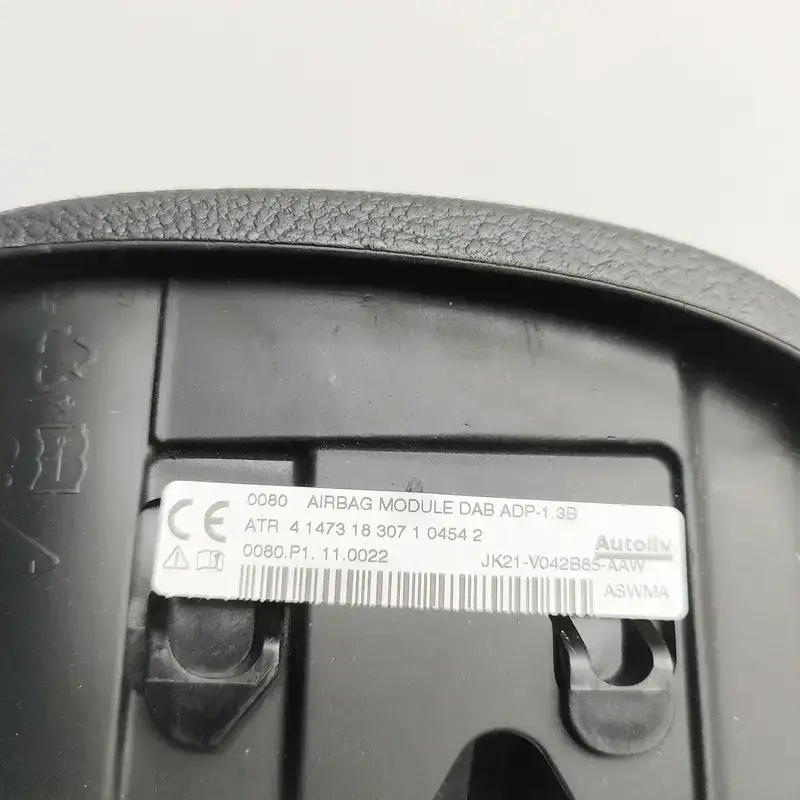 CE 0080 AIRBAG MODULE DAB ADP-1.3B
ATR 4 1473 18 307 1 0454 2
Autoliv
0080.P1. 11.0022 JK21-V042B85-AAW
ASWMA